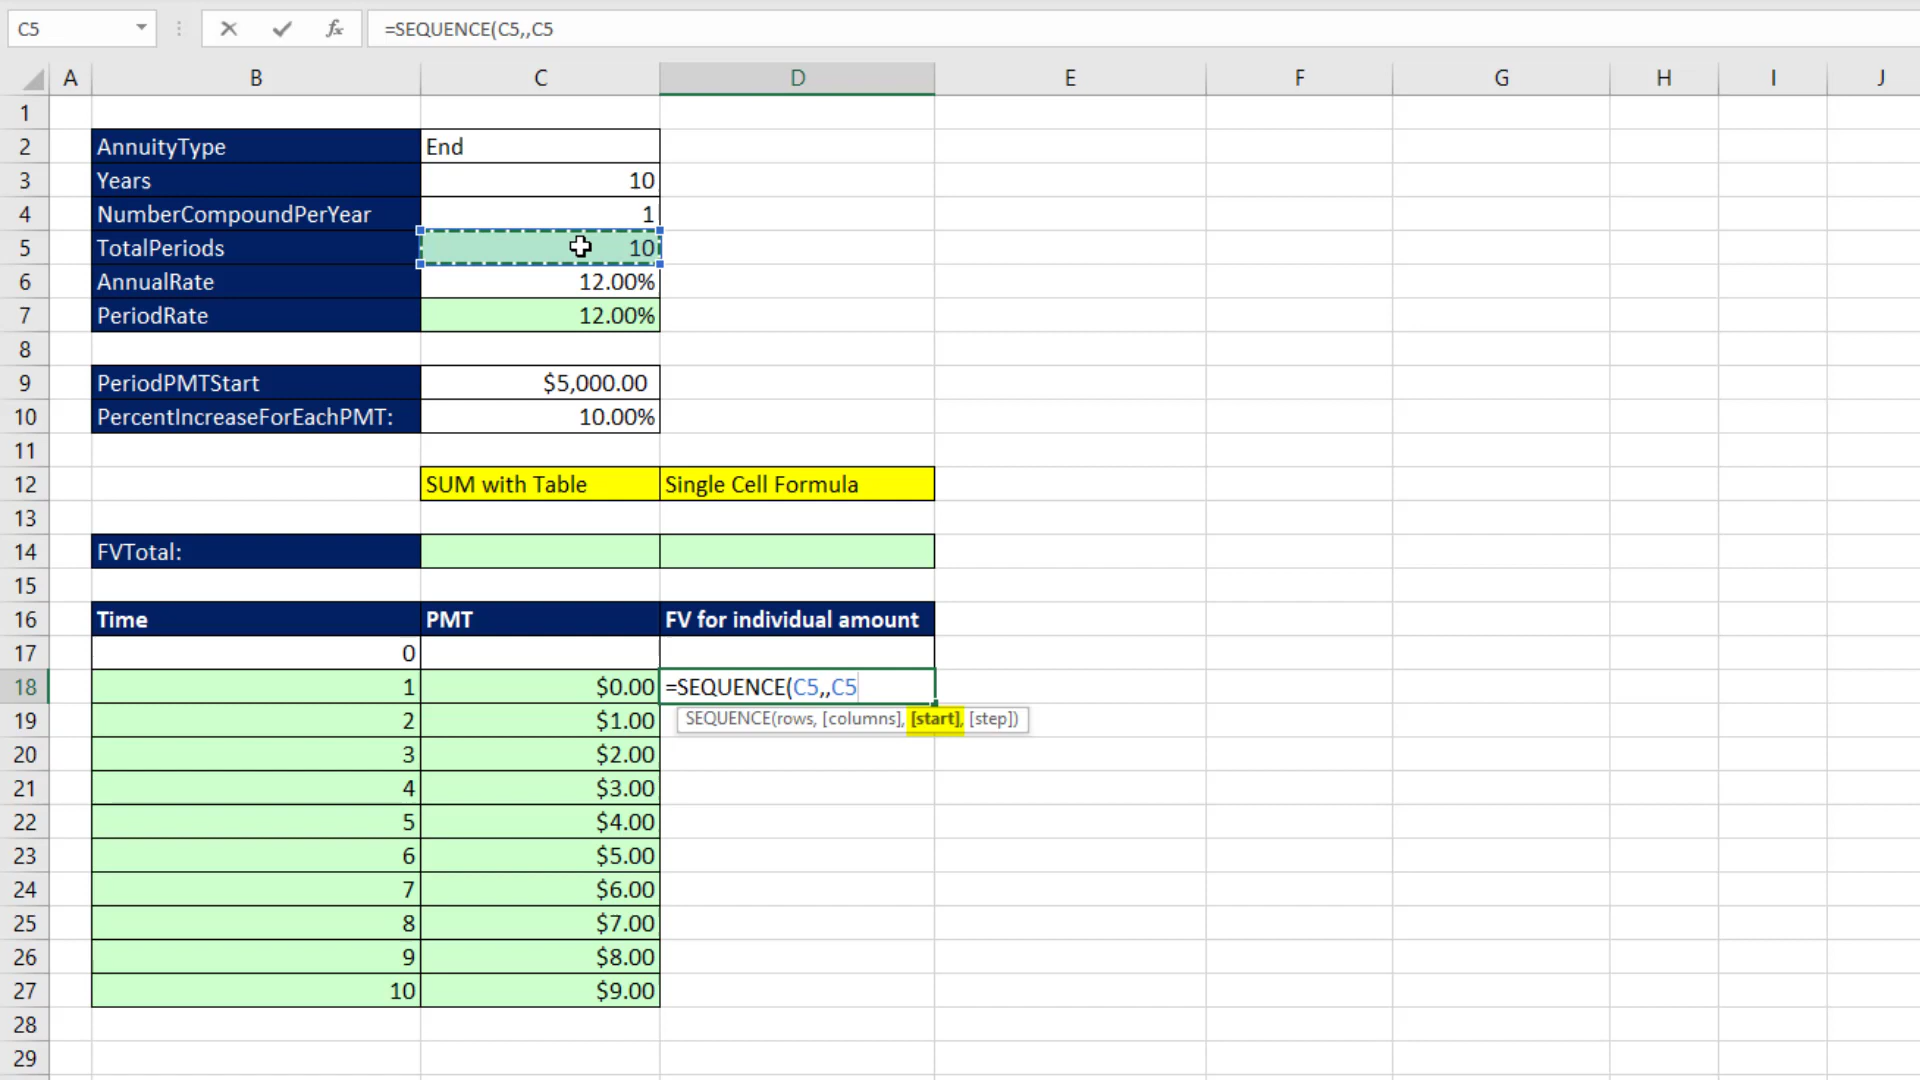 C5 fx =SEQUENCE(C5,,C5
A B C D E F G H I J
1
2 AnnuityType End
3 Years 10
4 NumberCompoundPerYear 1
5 TotalPeriods 10
6 AnnualRate 12.00%
7 PeriodRate 12.00%
8
9 PeriodPMTStart $5,000.00
10 PercentIncreaseForEachPMT: 10.00%
11
12 SUM with Table Single Cell Formula
13
14 FVTotal:
15
16 Time PMT FV for individual amount
17 0
18 1 $0.00 =SEQUENCE(C5,,C5
19 2 $1.00 SEQUENCE(rows, [columns], [start], [step])
20 3 $2.00
21 4 $3.00
22 5 $4.00
23 6 $5.00
24 7 $6.00
25 8 $7.00
26 9 $8.00
27 10 $9.00
28
29